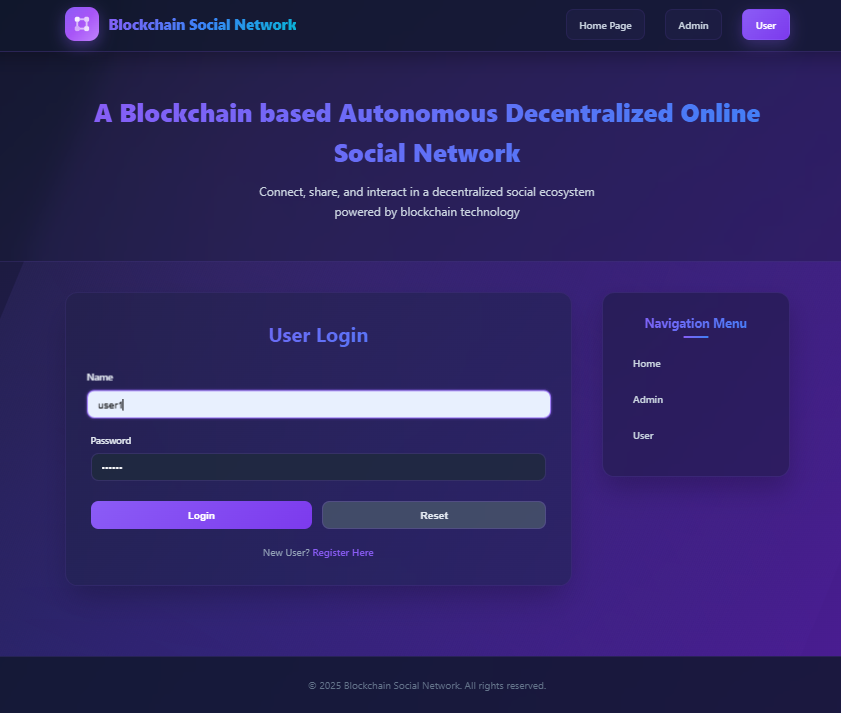 Blockchain Social Network
Home Page
Admin
User
A Blockchain based Autonomous Decentralized Online
Social Network
Connect, share, and interact in a decentralized social ecosystem
powered by blockchain technology
User Login
Name
user1
Password
••••••
Login
Reset
New User? Register Here
Navigation Menu
Home
Admin
User
© 2025 Blockchain Social Network. All rights reserved.